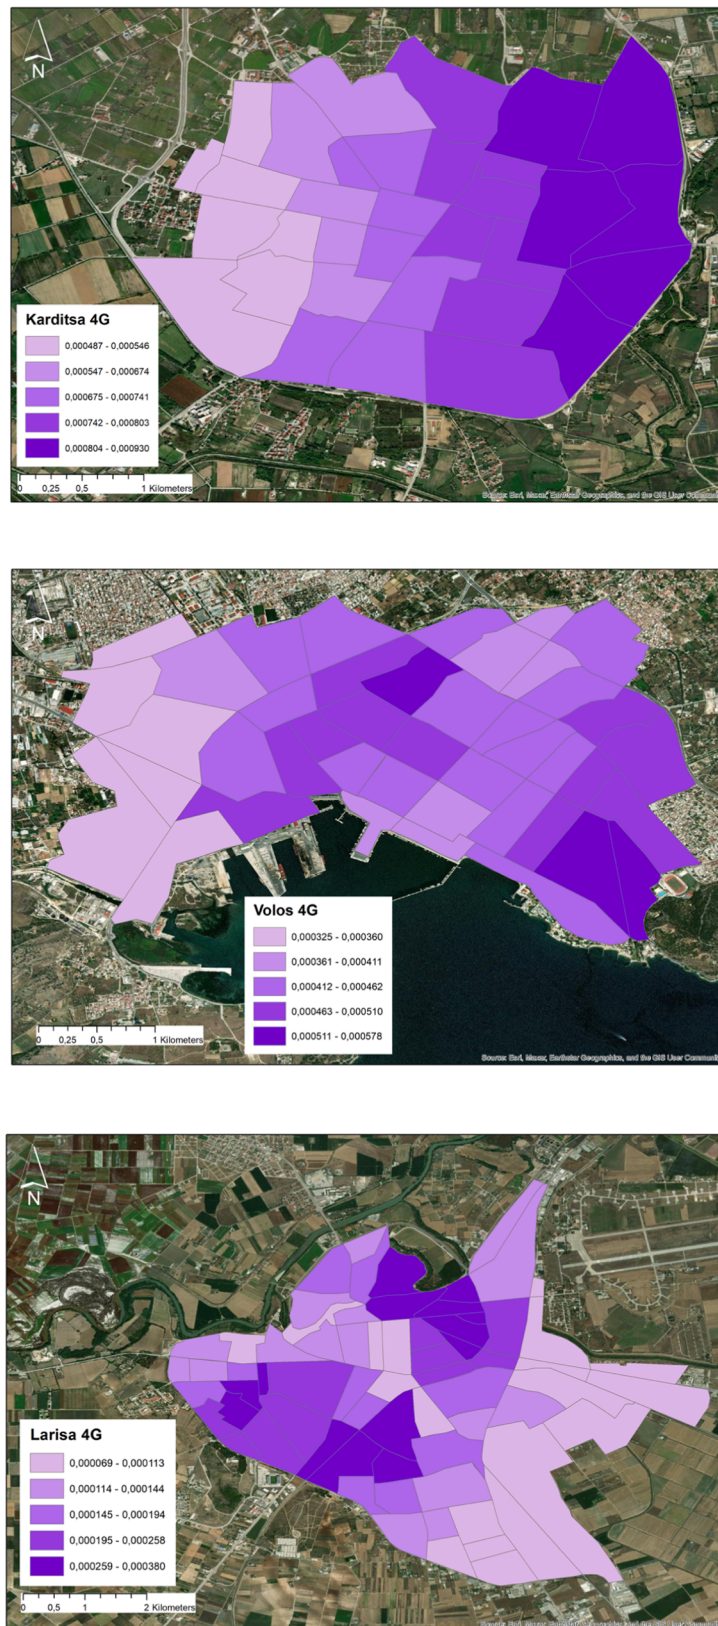 N
Karditsa 4G
0,000487 - 0,000546
0,000547 - 0,000674
0,000675 - 0,000741
0,000742 - 0,000803
0,000804 - 0,000930
0 0,25 0,5 1 Kilometers
Source: Esri, Maxar, Earthstar Geographics, and the GIS User Communi
N
Volos 4G
0,000325 - 0,000360
0,000361 - 0,000411
0,000412 - 0,000462
0,000463 - 0,000510
0,000511 - 0,000578
0 0,25 0,5 1 Kilometers
Source: Esri, Maxar, Earthstar Geographics, and the GIS User Communi
N
Larisa 4G
0,000069 - 0,000113
0,000114 - 0,000144
0,000145 - 0,000194
0,000195 - 0,000258
0,000259 - 0,000380
0 0,5 1 2 Kilometers